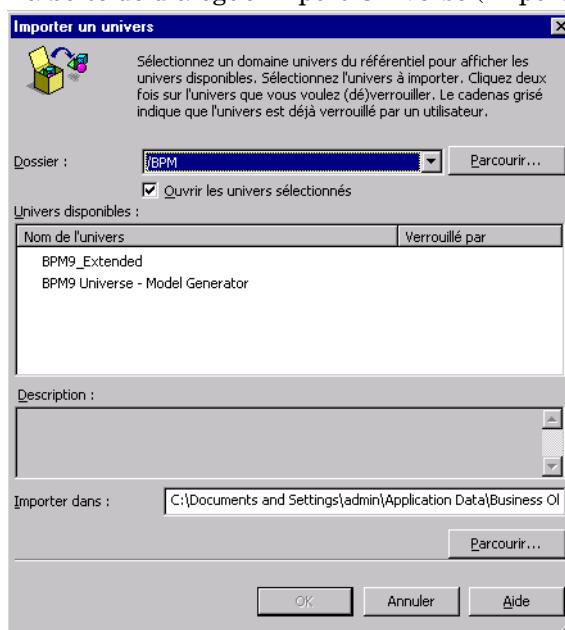 Importer un univers
Sélectionnez un domaine univers du référentiel pour afficher les
univers disponibles. Sélectionnez l'univers à importer. Cliquez deux
fois sur l'univers que vous voulez (dé)verrouiller. Le cadenas grisé
indique que l'univers est déjà verrouillé par un utilisateur.
Dossier :
/BPM
Parcourir...
Ouvrir les univers sélectionnés
Univers disponibles :
Nom de l'univers Verrouillé par
BPM9_Extended
BPM9 Universe - Model Generator
Description :
Importer dans :
C:\Documents and Settings\admin\Application Data\Business
Parcourir...
OK Annuler Aide